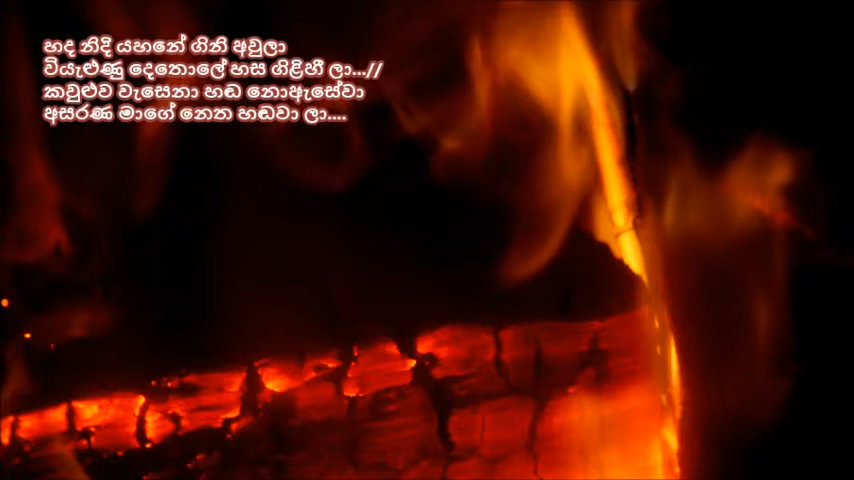 හද නිදි යහනේ ගිනි අවුලා
වියැළුණු දෙතොලේ හස ගිළිහී ලා...//
කවුළුව වැසෙනා හඬ නොඇසේවා
අසරණ මාගේ නෙත හඬවා ලා....